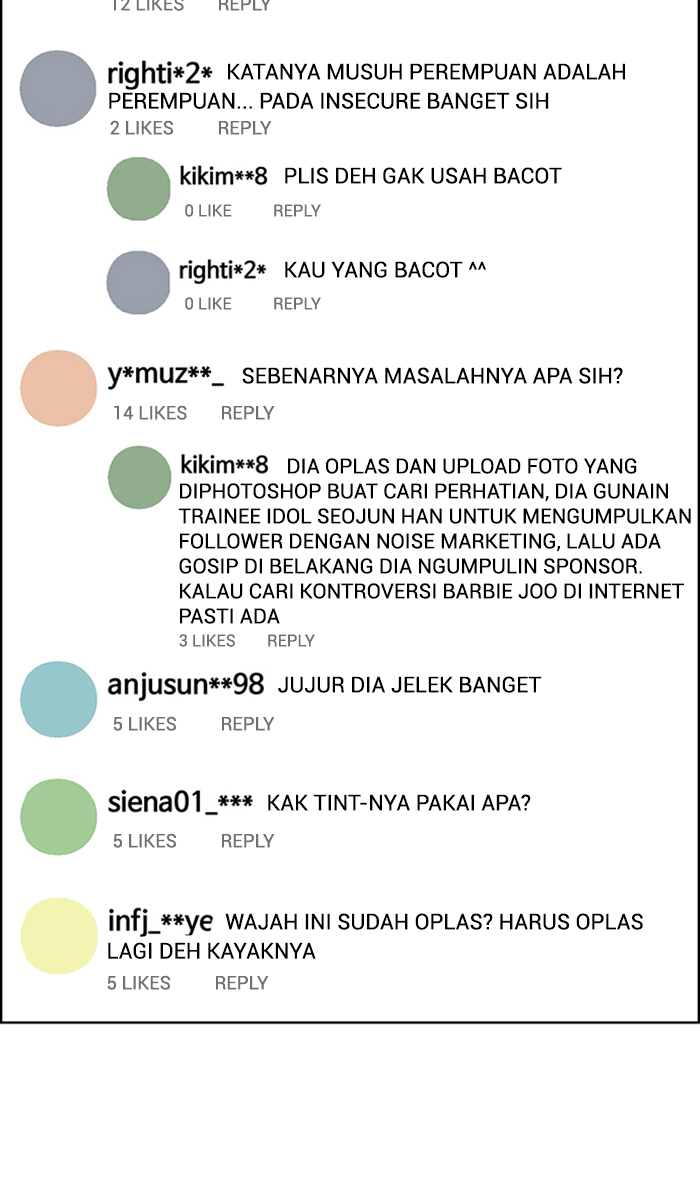 12 LIKES REPLY
righti*2* KATANYA MUSUH PEREMPUAN ADALAH
PEREMPUAN... PADA INSECURE BANGET SIH
2 LIKES REPLY
kikim**8 PLIS DEH GAK USAH BACOT
0 LIKE REPLY
righti*2* KAU YANG BACOT ^^
0 LIKE REPLY
y*muz**_ SEBENARNYA MASALAHNYA APA SIH?
14 LIKES REPLY
kikim**8 DIA OPLAS DAN UPLOAD FOTO YANG
DIPHOTOSHOP BUAT CARI PERHATIAN, DIA GUNAIN
TRAINEE IDOL SEOJUN HAN UNTUK MENGUMPULKAN
FOLLOWER DENGAN NOISE MARKETING, LALU ADA
GOSIP DI BELAKANG DIA NGUMPULIN SPONSOR.
KALAU CARI KONTROVERSI BARBIE JOO DI INTERNET
PASTI ADA
3 LIKES REPLY
anjusun**98 JUJUR DIA JELEK BANGET
5 LIKES REPLY
siena01_*** KAK TINT-NYA PAKAI APA?
5 LIKES REPLY
infj_**ye WAJAH INI SUDAH OPLAS? HARUS OPLAS
LAGI DEH KAYAKNYA
5 LIKES REPLY